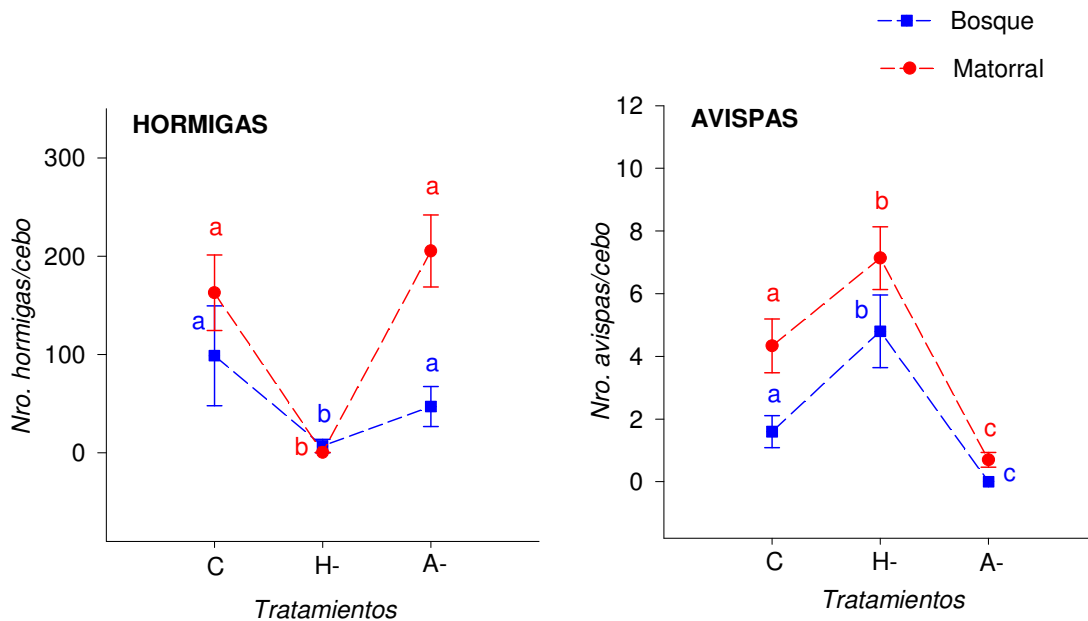 Bosque
Matorral
HORMIGAS
300
200
100
0
Nro. hormigas/cebo
a
a
a
a
b
b
C
H-
A-
Tratamientos
AVISPAS
12
10
8
6
4
2
0
Nro. avispas/cebo
b
a
b
a
c
c
C
H-
A-
Tratamientos